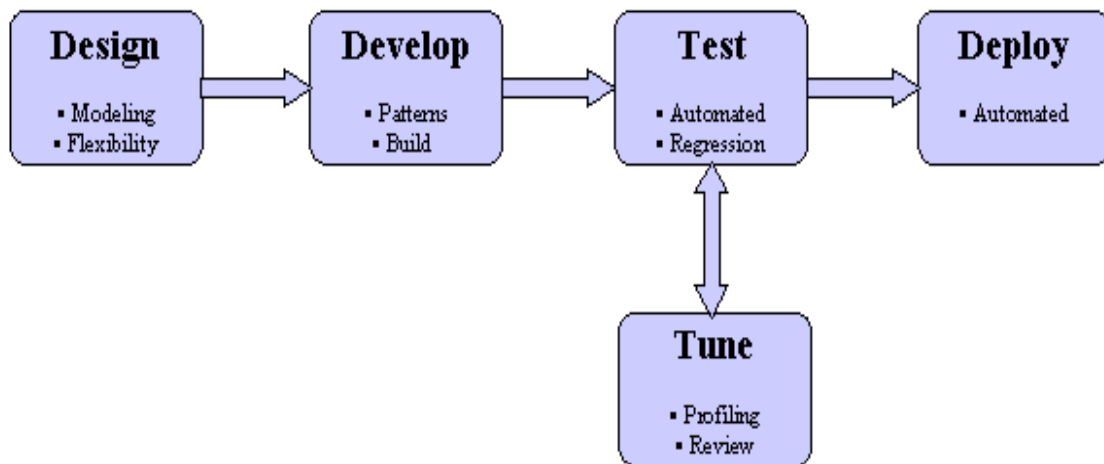 Design
▪ Modeling
▪ Flexibility
Develop
▪ Patterns
▪ Build
Test
▪ Automated
▪ Regression
Deploy
▪ Automated
Tune
▪ Profiling
▪ Review